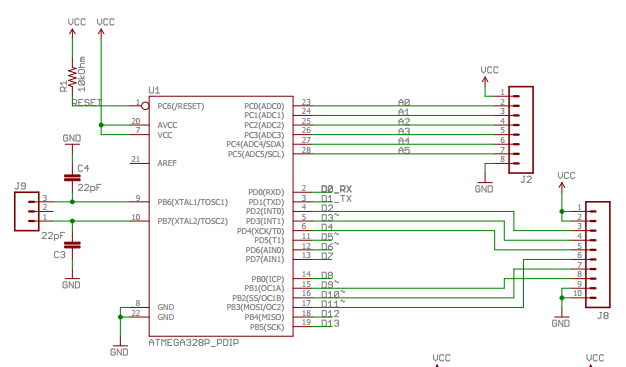 VCC VCC
R1
10kOhm
RESET
U1
1 PC6(/RESET) PC0(ADC0) 23 A0
PC1(ADC1) 24 A1
20 AVCC PC2(ADC2) 25 A2
7 VCC PC3(ADC3) 26 A3
PC4(ADC4/SDA) 27 A4
21 AREF PC5(ADC5/SCL) 28 A5
VCC
1
2
3
4
5
6
7
8
GND
J2
GND
C4
22pF
J9
3
2
1
9 PB6(XTAL1/TOSC1)
10 PB7(XTAL2/TOSC2)
22pF
C3
GND
PD0(RXD) 2 D0_RX
PD1(TXD) 3 D1_TX
PD2(INT0) 4 D2
PD3(INT1) 5 D3~
PD4(XCK/T0) 6 D4
PD5(T1) 11 D5~
PD6(AIN0) 12 D6~
PD7(AIN1) 13 D7
PB0(ICP) 14 D8
PB1(OC1A) 15 D9~
PB2(SS/OC1B) 16 D10~
8 GND PB3(MOSI/OC2) 17 D11~
22 GND PB4(MISO) 18 D12
PB5(SCK) 19 D13
GND
ATMEGA328P_PDIP
VCC
1
2
3
4
5
6
7
8
9
10
GND
J8
VCC VCC